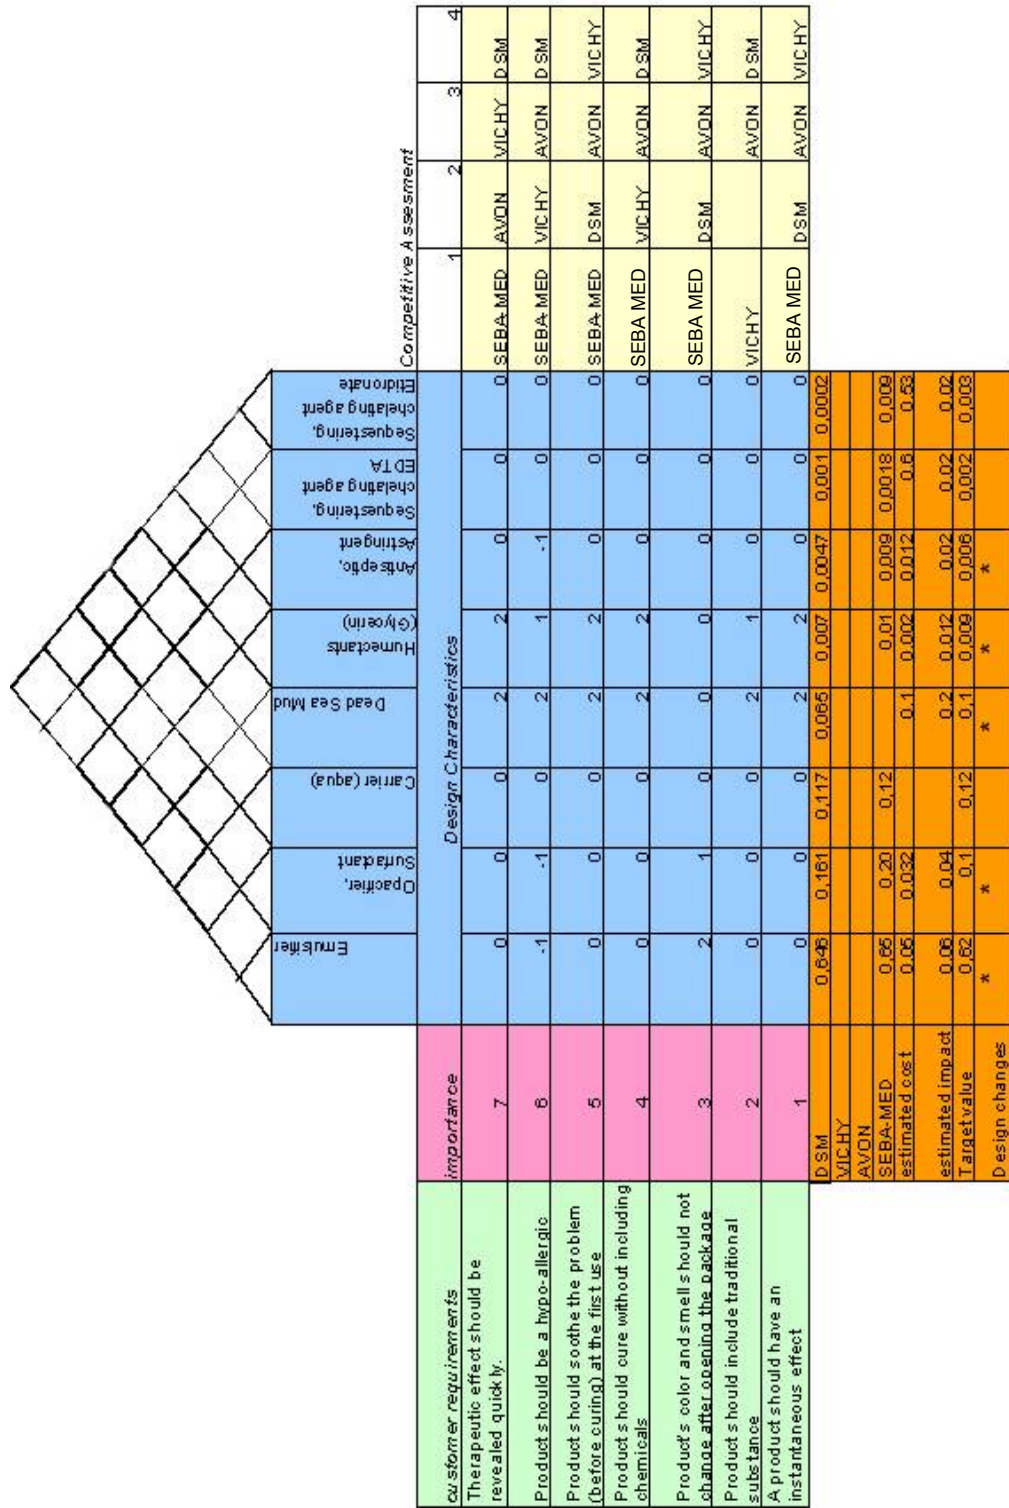 Emulsifier
Opacifier,
Surfactant
Carrier (aqua)
Dead Sea Mud
Humectants
(Glycerin)
Antiseptic,
Astringent
Sequestering,
chelating agent
EDTA
Sequestering,
chelating agent
Etidronate
Competitive Assesment
customer requirements importance Design Characteristics 1 2 3 4
Therapeutic effect should be
revealed quickly. 7 0 0 0 2 2 0 0 0 SEBA-MED AVON VICHY DSM
Product should be a hypo-allergic 6 -1 -1 0 2 1 -1 0 0 SEBA-MED VICHY AVON DSM
Product should soothe the problem
(before curing) at the first use 5 0 0 0 2 2 0 0 0 SEBA-MED DSM AVON VICHY
Product should cure without including
chemicals 4 0 0 0 2 2 0 0 0 SEBA MED VICHY AVON DSM
Product's color and smell should not
change after opening the package 3 2 1 0 0 0 0 0 0 SEBA MED DSM AVON VICHY
Product should include traditional
substance 2 0 0 0 2 1 0 0 0 VICHY AVON DSM
A product should have an
instantaneous effect 1 0 0 0 2 2 0 0 0 SEBA MED DSM AVON VICHY
DSM 0,646 0,161 0,117 0,065 0,007 0,0047 0,001 0,0002
VICHY
AVON
SEBA-MED 0,65 0,20 0,12 0,01 0,009 0,0018 0,009
estimated cost 0.05 0.032 0.1 0.002 0.012 0.6 0.53
estimated impact 0.06 0.04 0.2 0.012 0.02 0.02 0.02
Target value 0,62 0,1 0,12 0,1 0,009 0,006 0,002 0,003
Design changes * * * * *